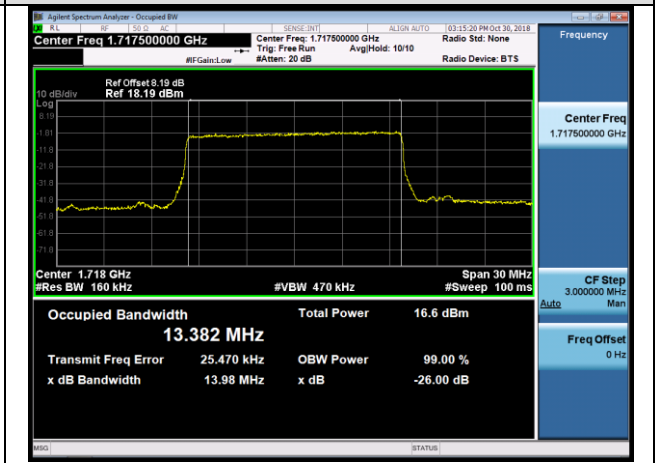 Agilent Spectrum Analyzer - Occupied BW
RL RF 50 Ω AC SENSE:INT ALIGN AUTO 03:15:20 PM Oct 30, 2018
Center Freq 1.717500000 GHz Center Freq: 1.717500000 GHz Radio Std: None Frequency
Trig: Free Run Avg|Hold: 10/10
#IFGain:Low #Atten: 20 dB Radio Device: BTS
Ref Offset 8.19 dB
10 dB/div Ref 18.19 dBm
Log
8.19
-1.81
-11.8
-21.8
-31.8
-41.8
-51.8
-61.8
-71.8
Center Freq
1.717500000 GHz
Center 1.718 GHz Span 30 MHz
#Res BW 160 kHz #VBW 470 kHz #Sweep 100 ms
CF Step
3.000000 MHz
Auto Man
Occupied Bandwidth Total Power 16.6 dBm
13.382 MHz
Freq Offset
0 Hz
Transmit Freq Error 25.470 kHz OBW Power 99.00 %
x dB Bandwidth 13.98 MHz x dB -26.00 dB
MSG STATUS